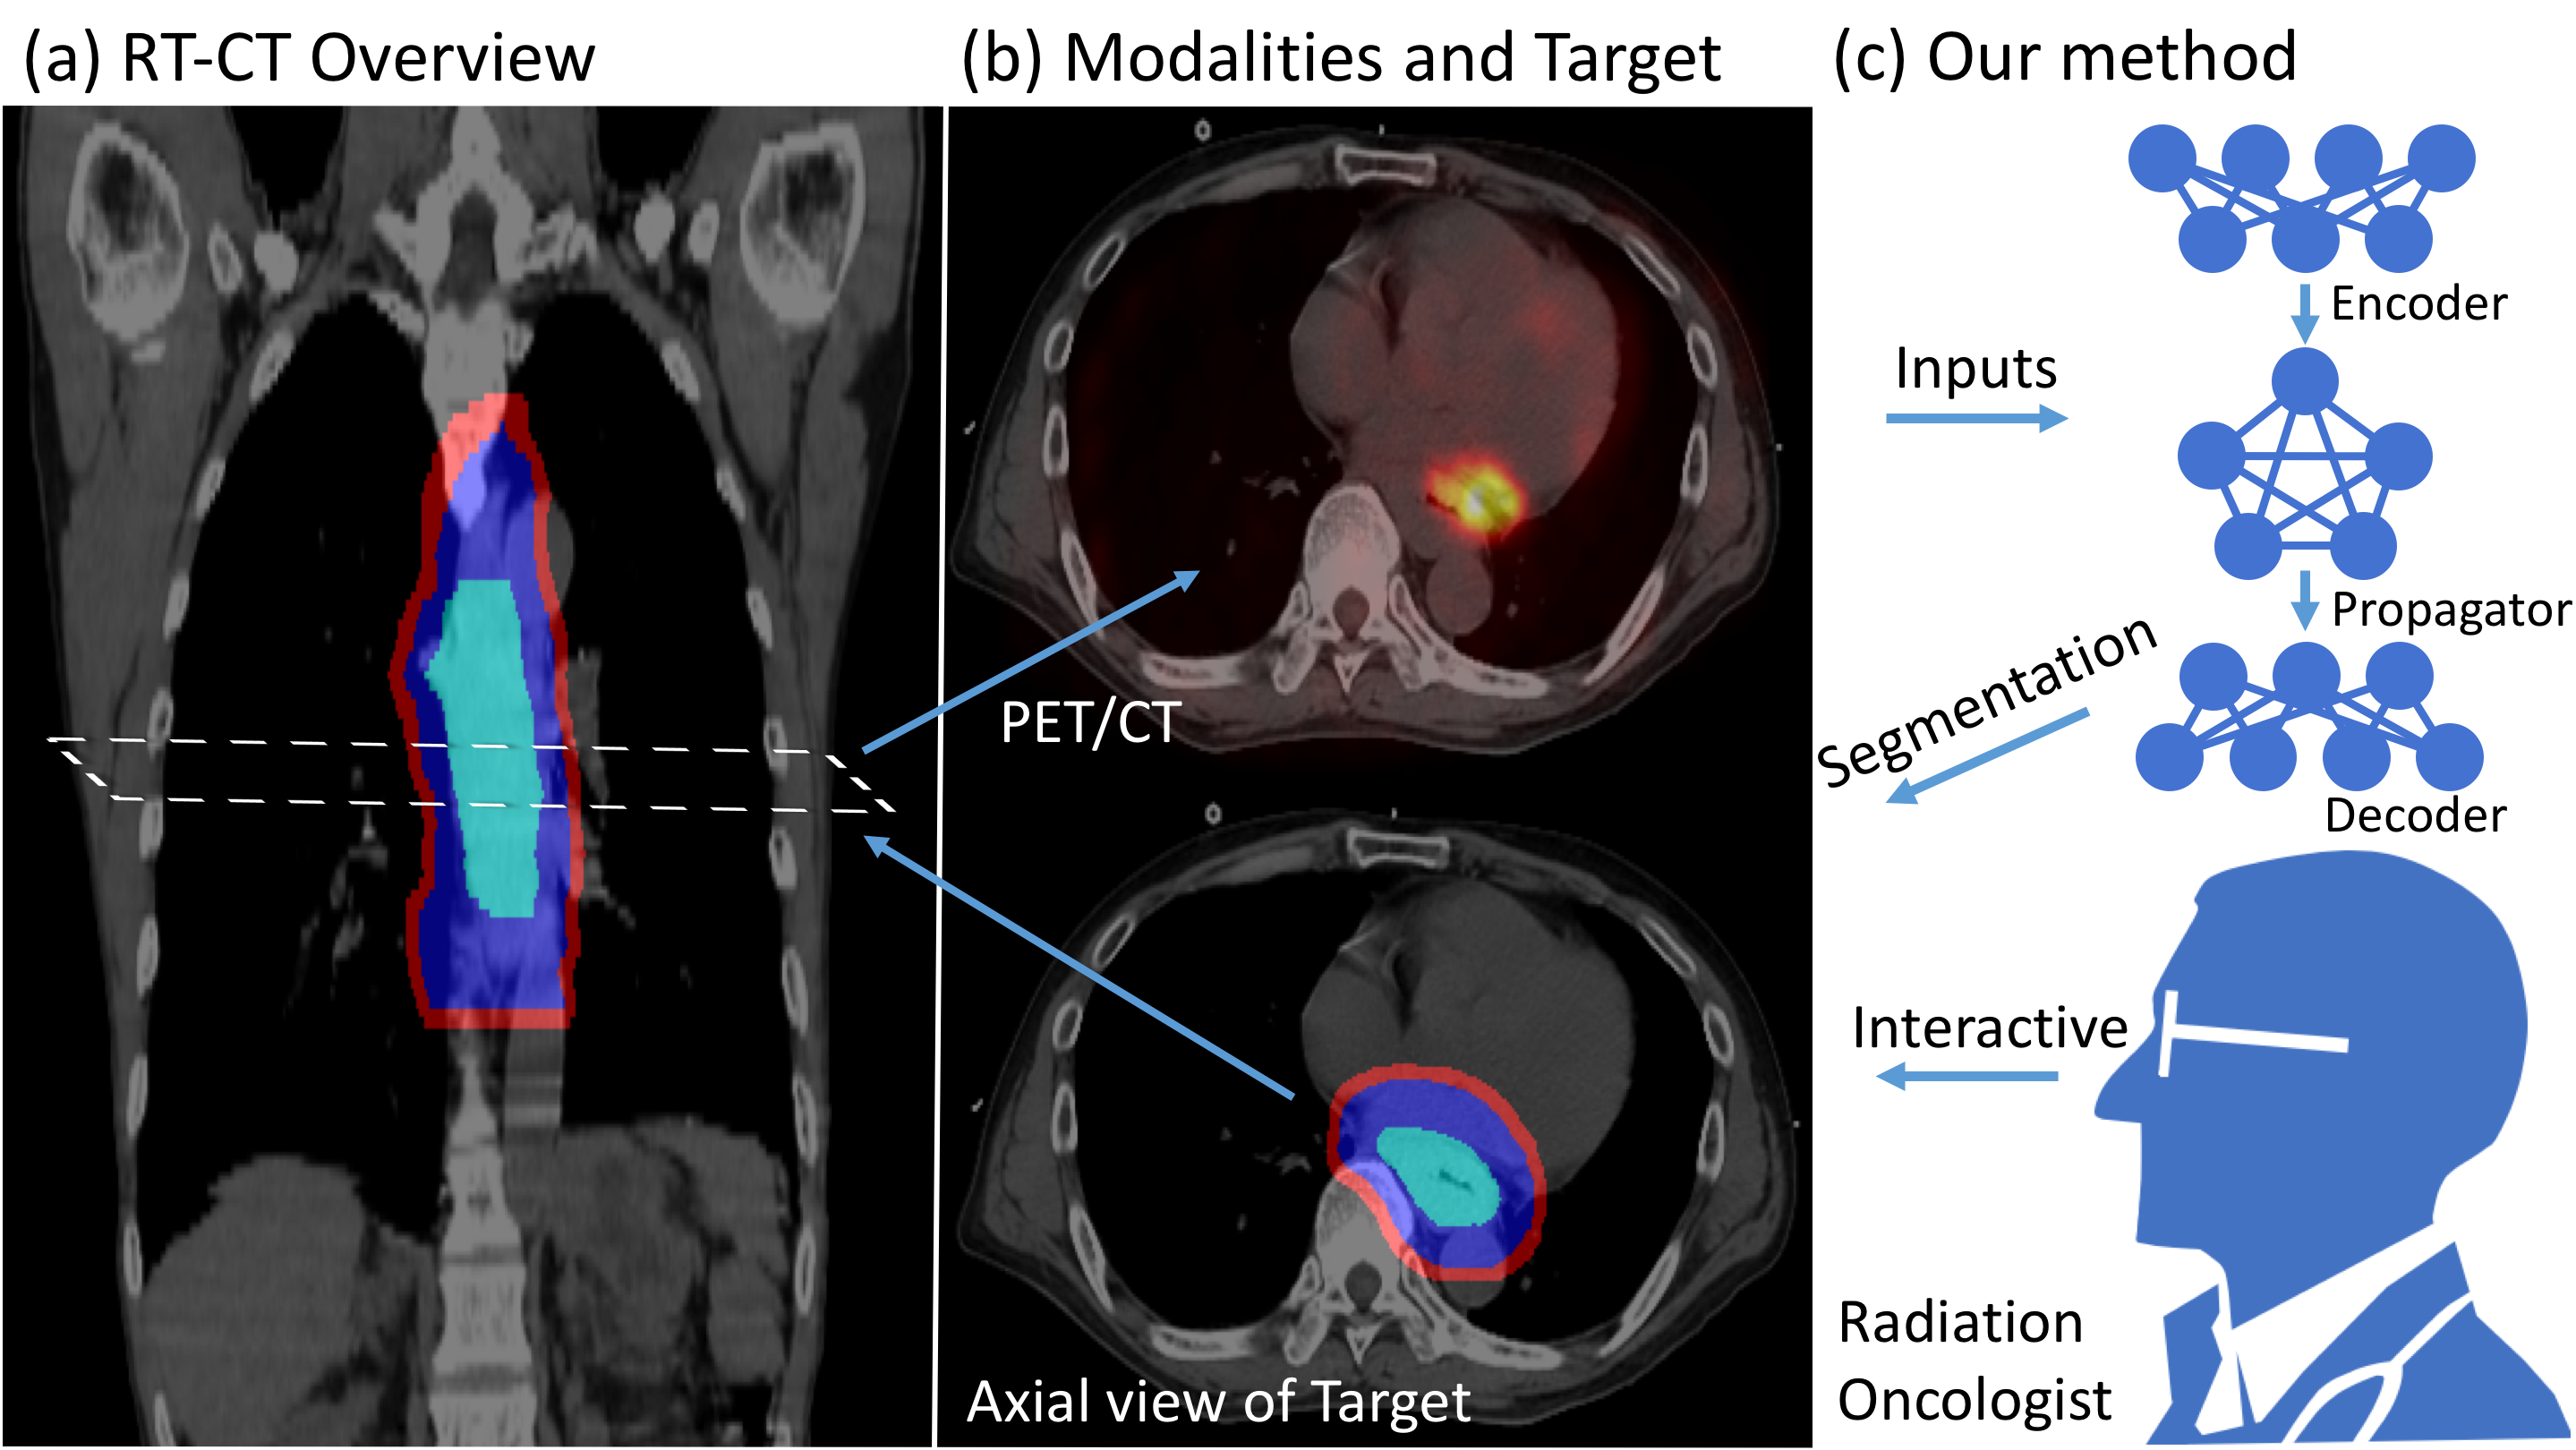 (a) RT-CT Overview
(b) Modalities and Target
(c) Our method
PET/CT
Axial view of Target
Inputs
Encoder
Propagator
Segmentation
Decoder
Interactive
Radiation
Oncologist